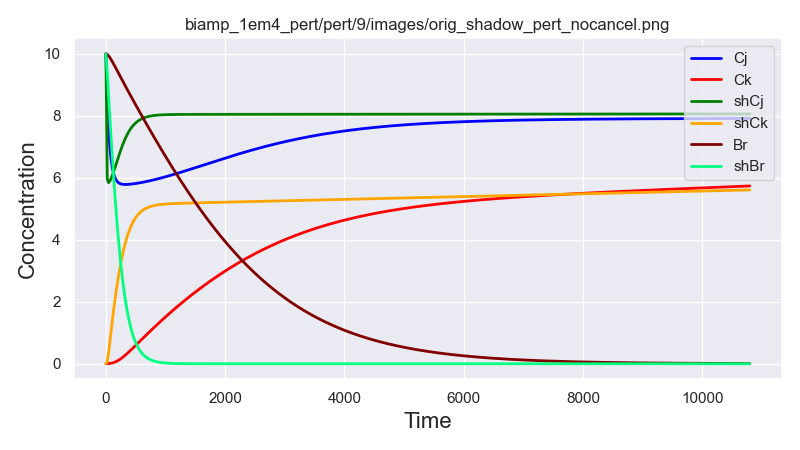 biamp_1em4_pert/pert/9/images/orig_shadow_pert_nocancel.png
Concentration
10
8
6
4
2
0
Cj
Ck
shCj
shCk
Br
shBr
0
2000
4000
6000
8000
10000
Time